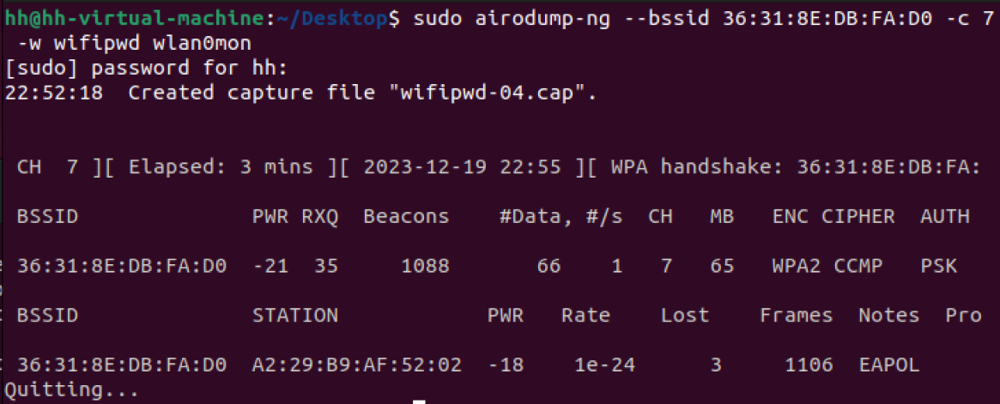 hh@hh-virtual-machine:~/Desktop$ sudo airodump-ng --bssid 36:31:8E:DB:FA:D0 -c 7
-w wifipwd wlan0mon
[sudo] password for hh:
22:52:18  Created capture file "wifipwd-04.cap".
CH  7 ][ Elapsed: 3 mins ][ 2023-12-19 22:55 ][ WPA handshake: 36:31:8E:DB:FA:
BSSID              PWR RXQ  Beacons    #Data, #/s  CH   MB   ENC CIPHER  AUTH
36:31:8E:DB:FA:D0  -21  35     1088       66    1   7   65   WPA2 CCMP   PSK
BSSID              STATION            PWR   Rate    Lost    Frames  Notes  Pro
36:31:8E:DB:FA:D0  A2:29:B9:AF:52:02  -18    1e-24      3     1106  EAPOL
Quitting...